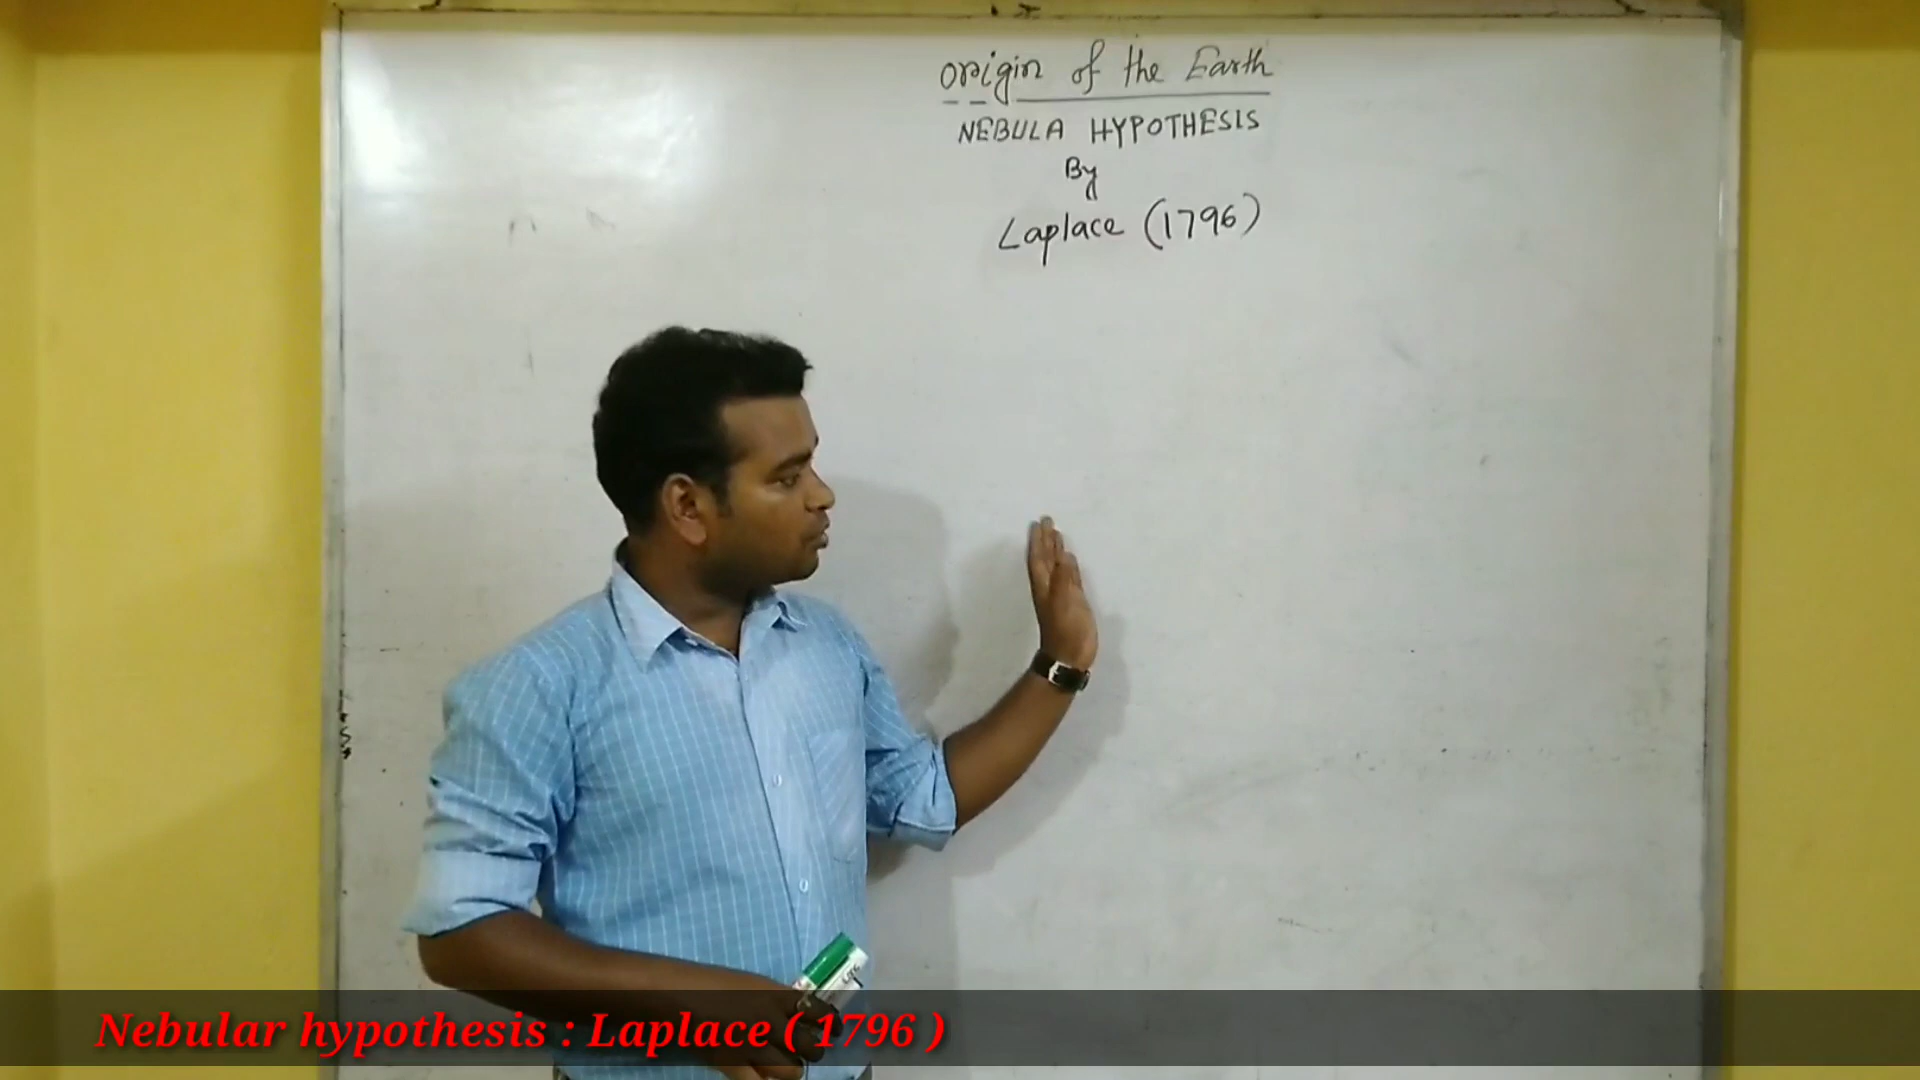 Origin of the Earth
NEBULA HYPOTHESIS
By
Laplace (1796)
Nebular hypothesis : Laplace ( 1796 )